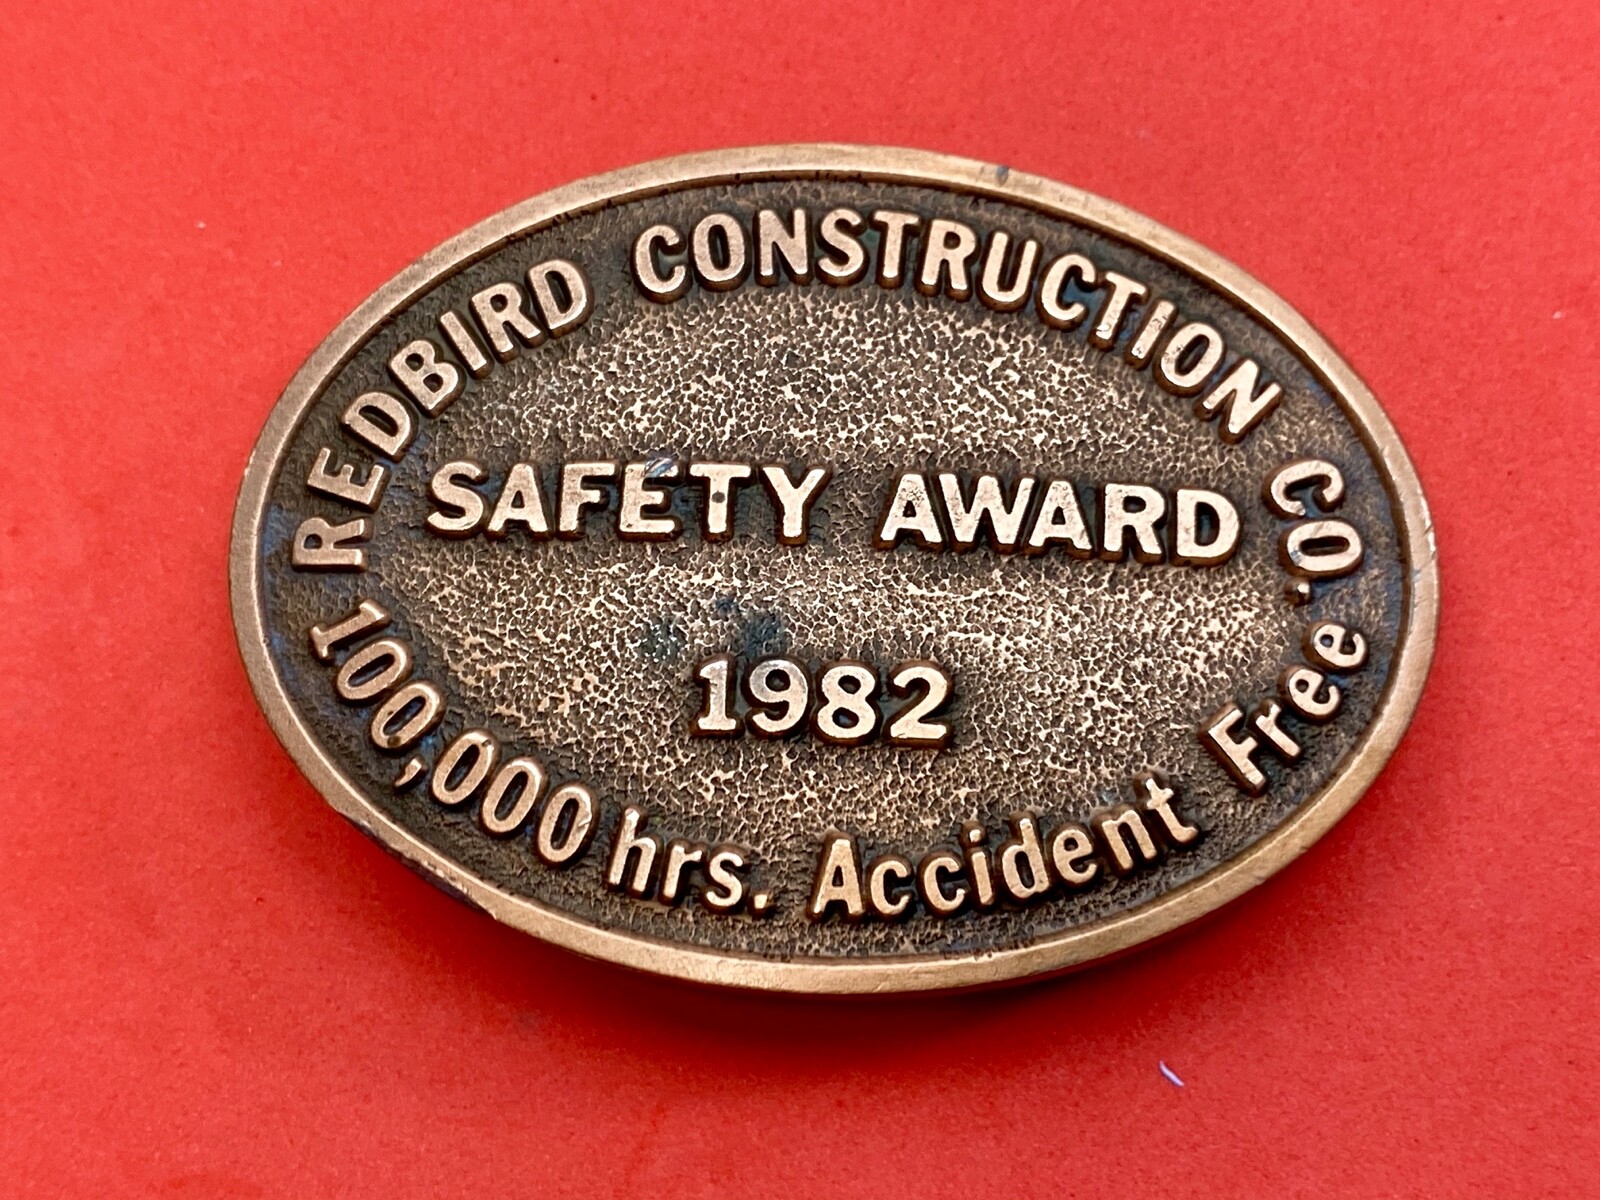 REDBIRD CONSTRUCTION CO.
SAFETY AWARD
1982
100,000 hrs. Accident Free